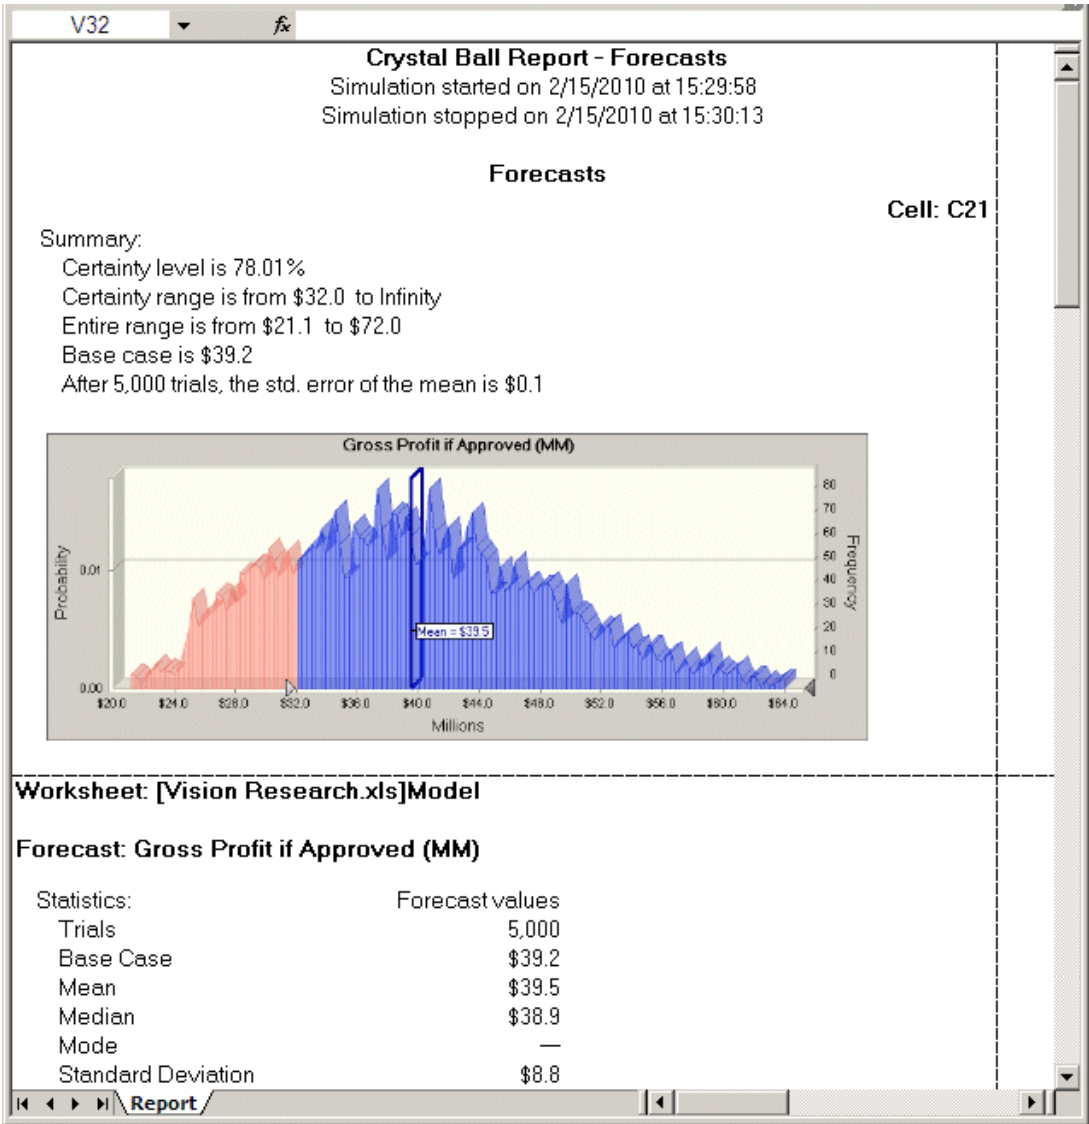 V32 fx
Crystal Ball Report - Forecasts
Simulation started on 2/15/2010 at 15:29:58
Simulation stopped on 2/15/2010 at 15:30:13
Forecasts
Cell: C21
Summary:
Certainty level is 78.01%
Certainty range is from $32.0 to Infinity
Entire range is from $21.1 to $72.0
Base case is $39.2
After 5,000 trials, the std. error of the mean is $0.1
Gross Profit if Approved (MM)
Probability
0.01
0.00
80
70
60
50
40
30
20
10
0
Frequency
Mean = $39.5
$20.0 $24.0 $28.0 $32.0 $36.0 $40.0 $44.0 $48.0 $52.0 $56.0 $60.0 $64.0
Millions
Worksheet: [Vision Research.xls]Model
Forecast: Gross Profit if Approved (MM)
Statistics: Forecast values
Trials 5,000
Base Case $39.2
Mean $39.5
Median $38.9
Mode —
Standard Deviation $8.8
Report